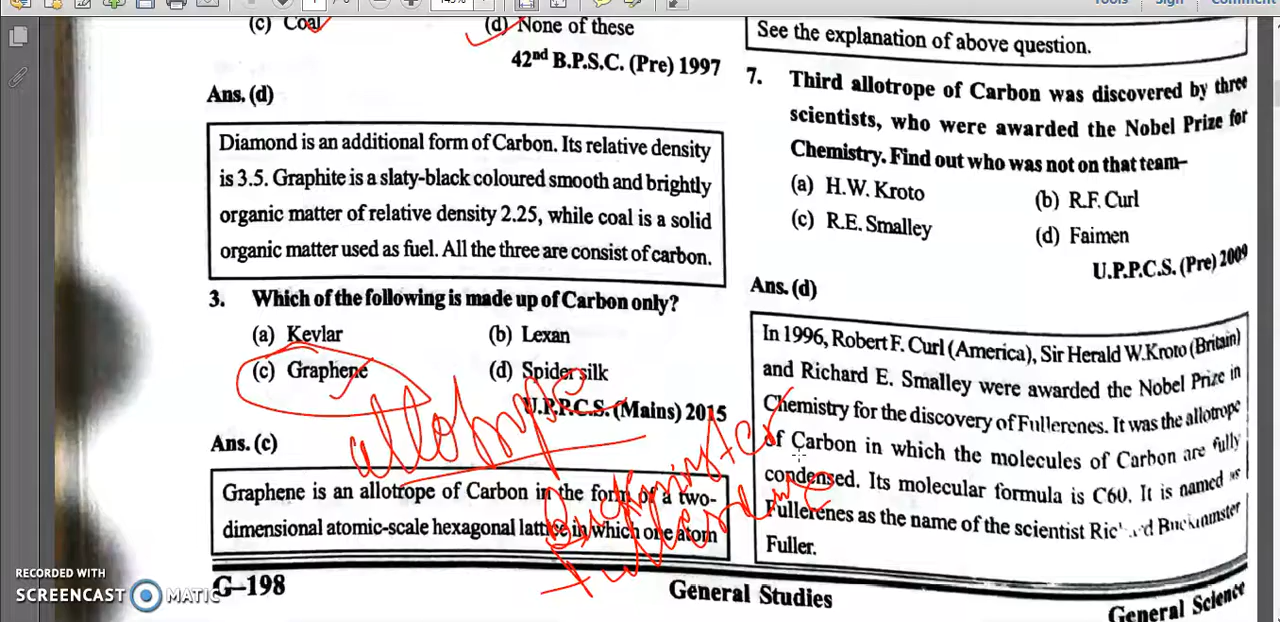 Tools
Sign
Comment
(c) Coal
(d) None of these
42nd B.P.S.C. (Pre) 1997
Ans. (d)
Diamond is an additional form of Carbon. Its relative density
is 3.5. Graphite is a slaty-black coloured smooth and brightly
organic matter of relative density 2.25, while coal is a solid
organic matter used as fuel. All the three are consist of carbon.
3. Which of the following is made up of Carbon only?
(a) Kevlar
(b) Lexan
(c) Graphene
(d) Spider silk
U.P.P.C.S. (Mains) 2015
Ans. (c)
Graphene is an allotrope of Carbon in the form of a two-
dimensional atomic-scale hexagonal lattice in which one atom
G–198
General Studies
See the explanation of above question.
7. Third allotrope of Carbon was discovered by three
scientists, who were awarded the Nobel Prize for
Chemistry. Find out who was not on that team–
(a) H.W. Kroto
(b) R.F. Curl
(c) R.E. Smalley
(d) Faimen
U.P.P.C.S. (Pre) 2009
Ans. (d)
In 1996, Robert F. Curl (America), Sir Herald W.Kroto (Britain)
and Richard E. Smalley were awarded the Nobel Prize in
Chemistry for the discovery of Fullerenes. It was the allotrope
of Carbon in which the molecules of Carbon are fully
condensed. Its molecular formula is C60. It is named as
Fullerenes as the name of the scientist Buckminster
Fuller.
General Science
RECORDED WITH
SCREENCAST MATIC